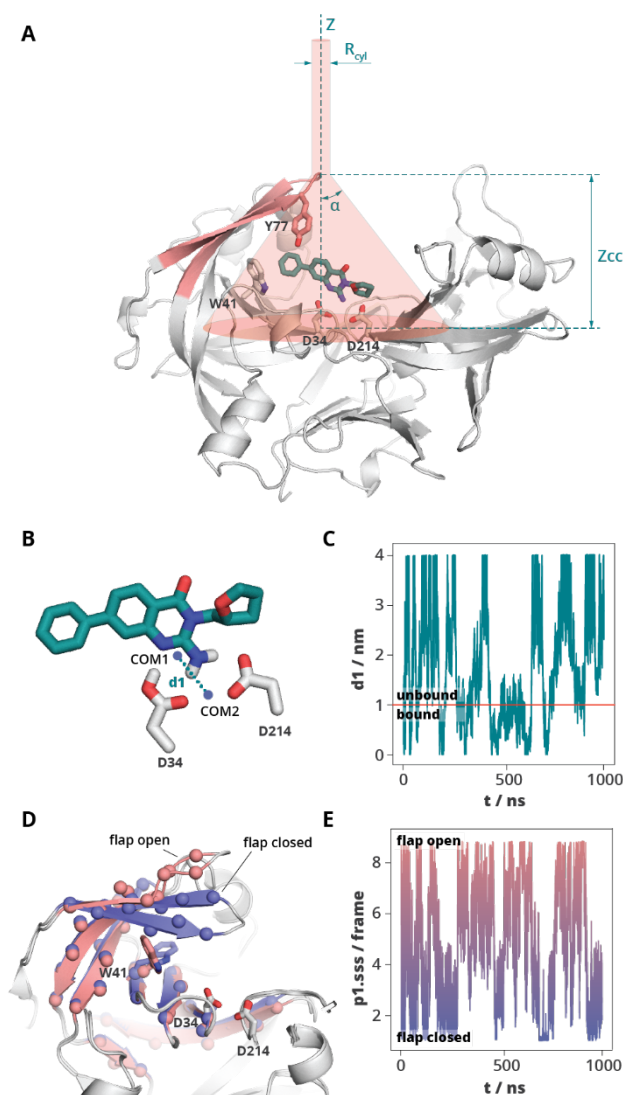 A
Z
R_cyl
α
Zcc
Y77
W41
D34
D214
B
COM1
d1
COM2
D34
D214
C
d1 / nm
4
3
2
1
0
unbound
bound
0
500
1000
t / ns
D
flap open
flap closed
W41
D34
D214
E
p1.sss / frame
flap open
8
6
4
2
flap closed
0
500
1000
t / ns